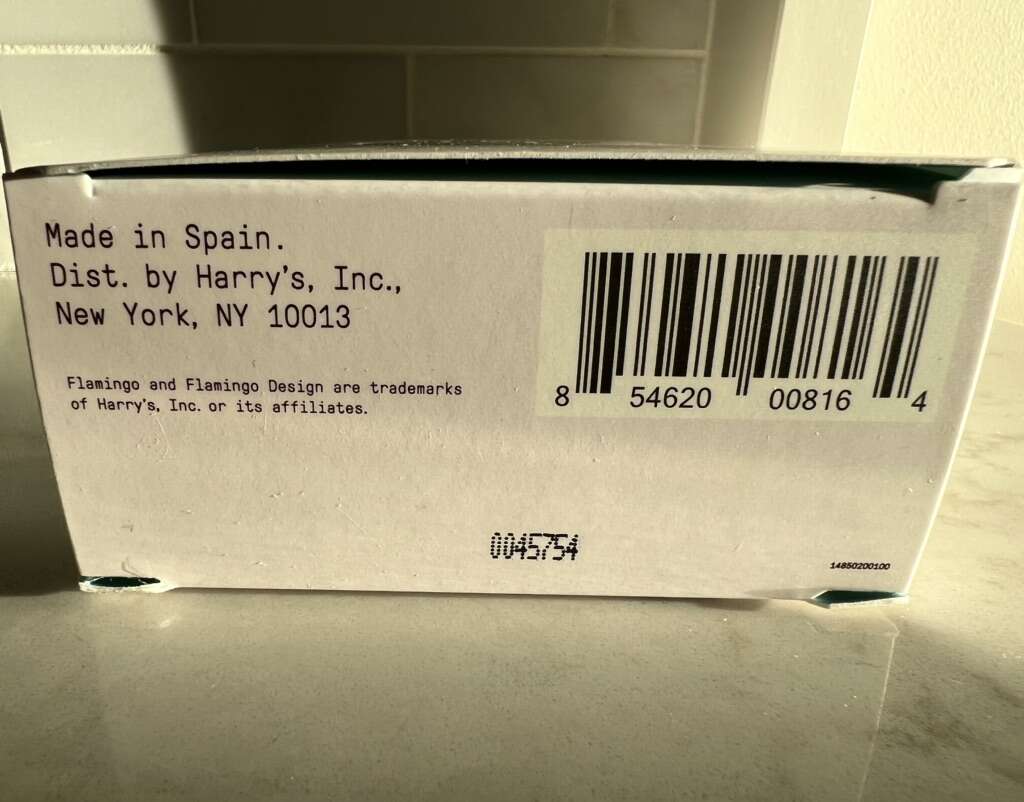 Made in Spain.
Dist. by Harry's, Inc.,
New York, NY 10013
Flamingo and Flamingo Design are trademarks
of Harry's, Inc. or its affiliates.
8 54620 00816 4
0045754
14850200100